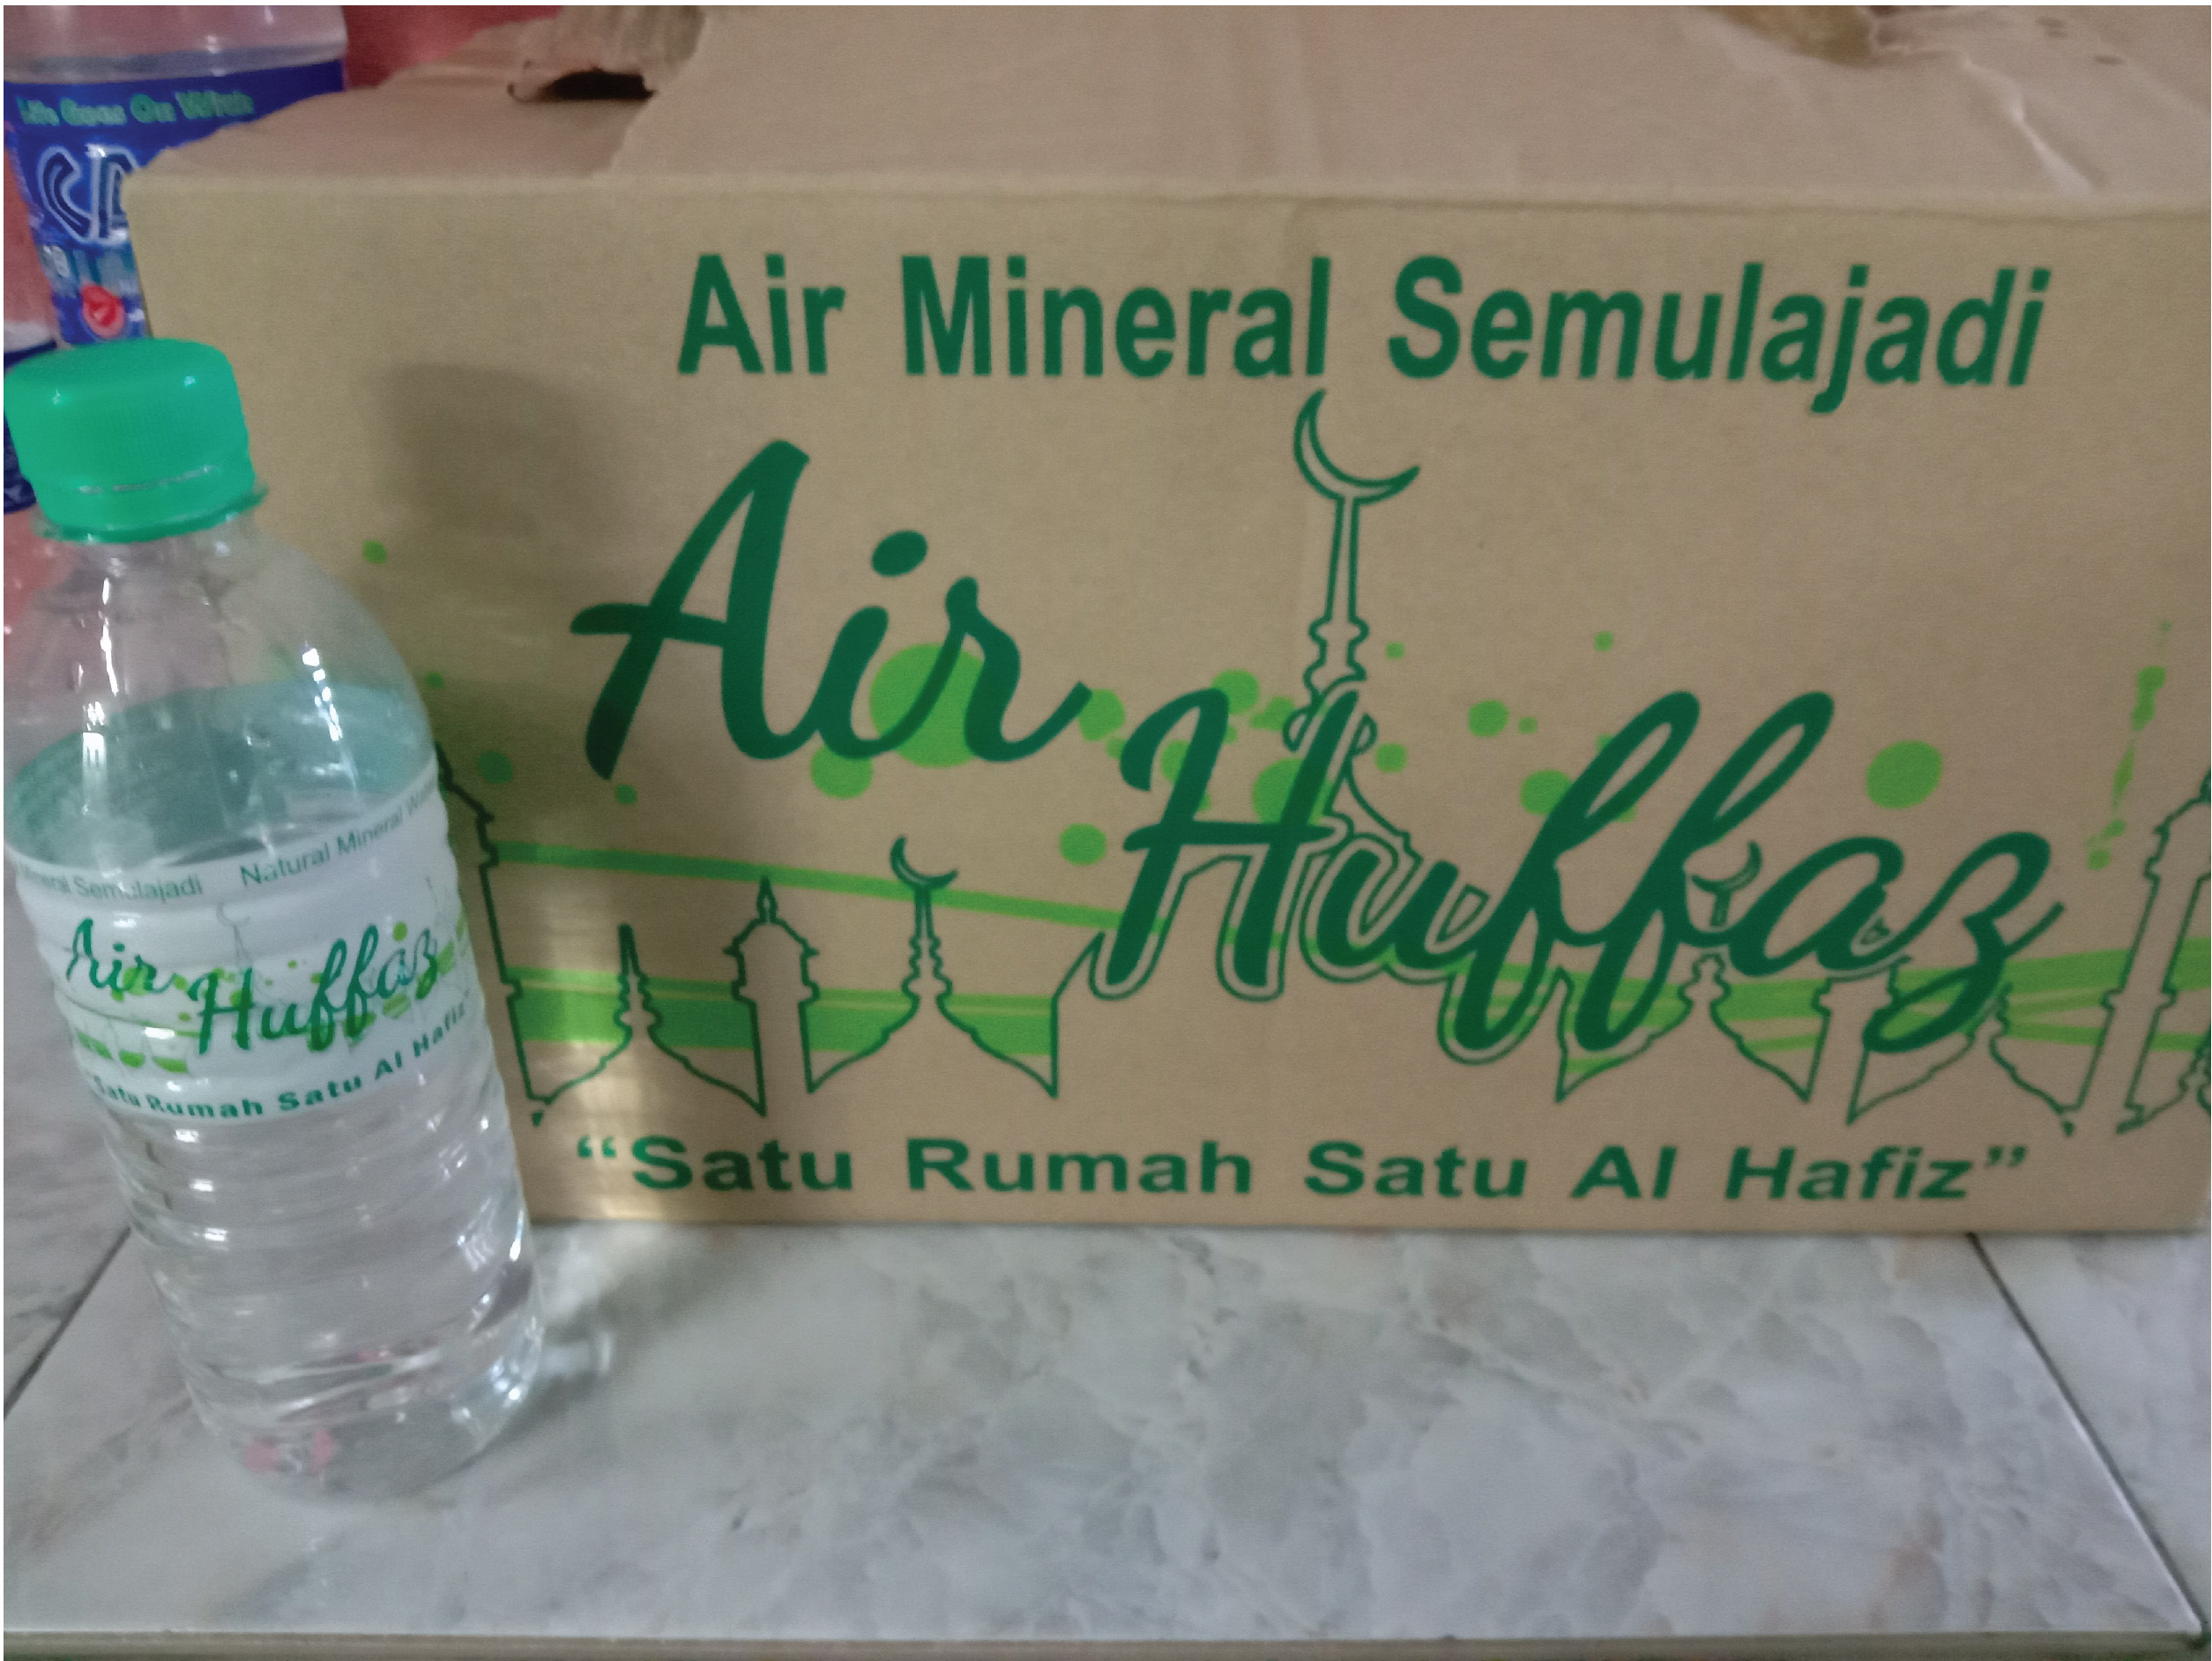 Life Goes On With
Air Mineral Semulajadi
Air
Huffaz
“Satu Rumah Satu Al Hafiz”
Semulajadi Natural Mineral
Air
Huffaz
Satu Rumah Satu Al Hafiz"